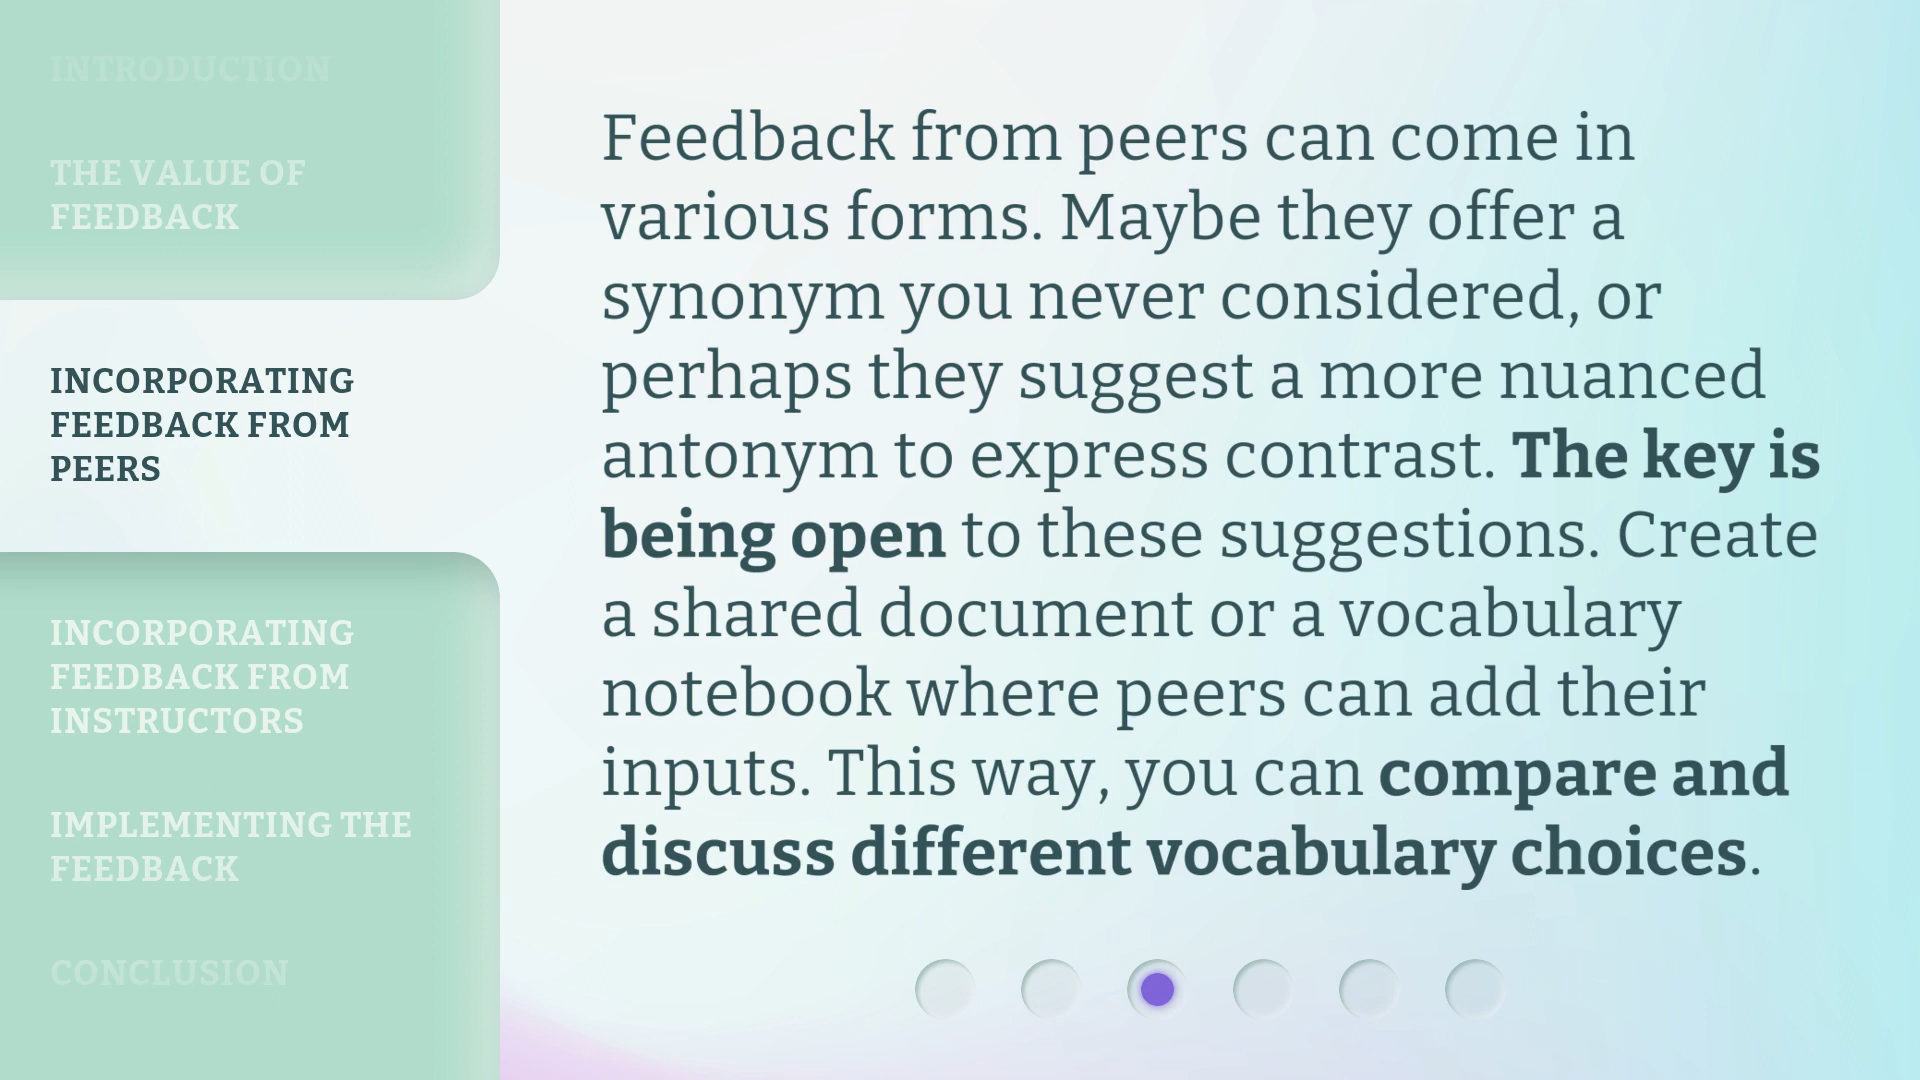 INTRODUCTION
THE VALUE OF
FEEDBACK
INCORPORATING
FEEDBACK FROM
PEERS
INCORPORATING
FEEDBACK FROM
INSTRUCTORS
IMPLEMENTING THE
FEEDBACK
CONCLUSION
Feedback from peers can come in
various forms. Maybe they offer a
synonym you never considered, or
perhaps they suggest a more nuanced
antonym to express contrast. The key is
being open to these suggestions. Create
a shared document or a vocabulary
notebook where peers can add their
inputs. This way, you can compare and
discuss different vocabulary choices.